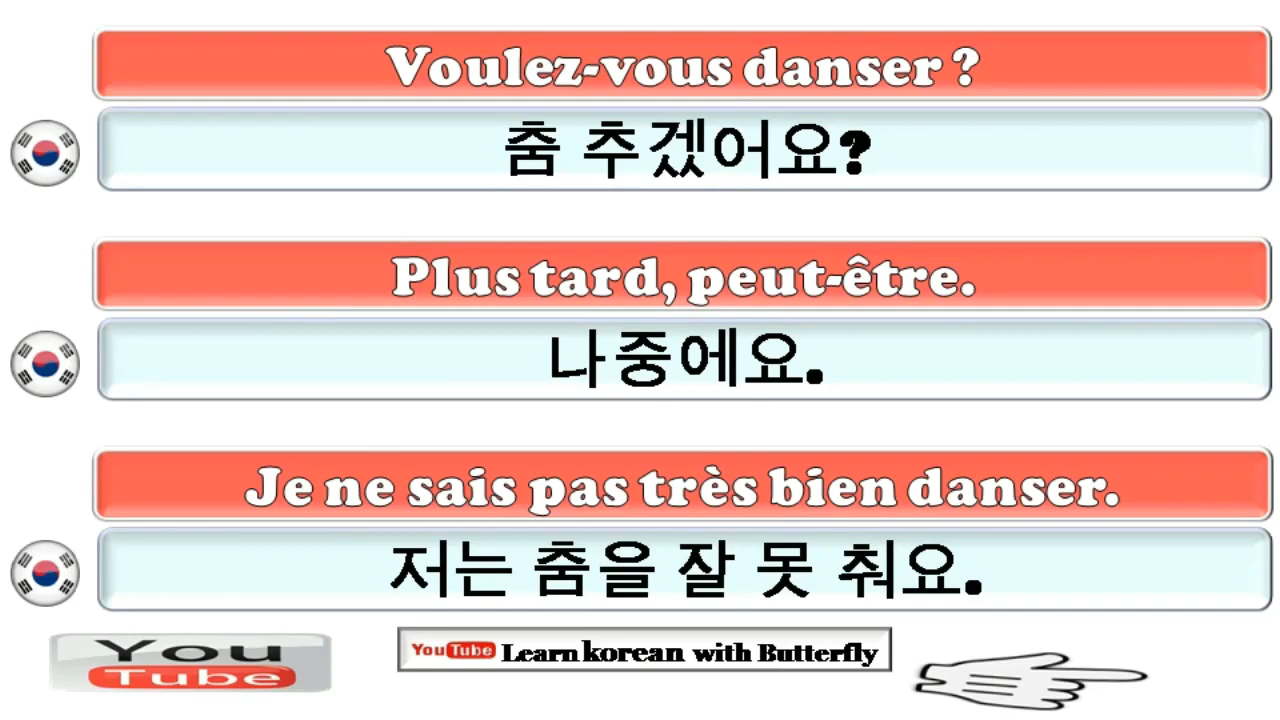 Voulez-vous danser ?
춤 추겠어요?
Plus tard, peut-être.
나중에요.
Je ne sais pas très bien danser.
저는 춤을 잘 못 춰요.
You
Tube
YouTube Learn korean with Butterfly